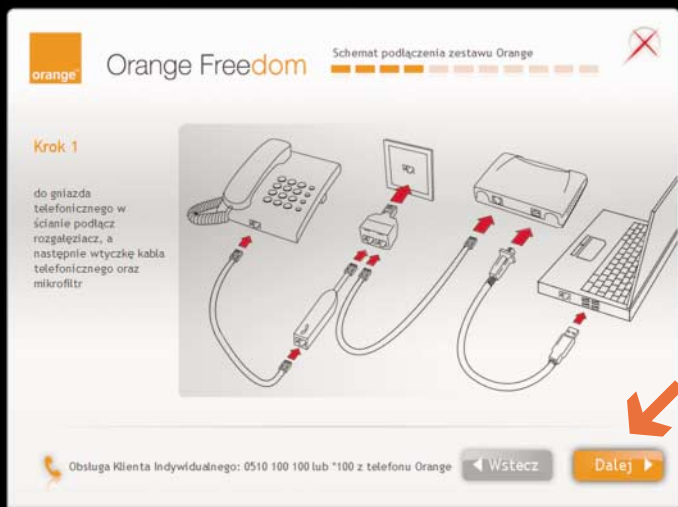 orange™
Orange Freedom
Schemat podłączenia zestawu Orange
Krok 1
do gniazda
telefonicznego w
ścianie podłącz
rozgałęziacz, a
następnie wtyczkę kabla
telefonicznego oraz
mikrofiltr
Obsługa Klienta Indywidualnego: 0510 100 100 lub *100 z telefonu Orange
Wstecz
Dalej